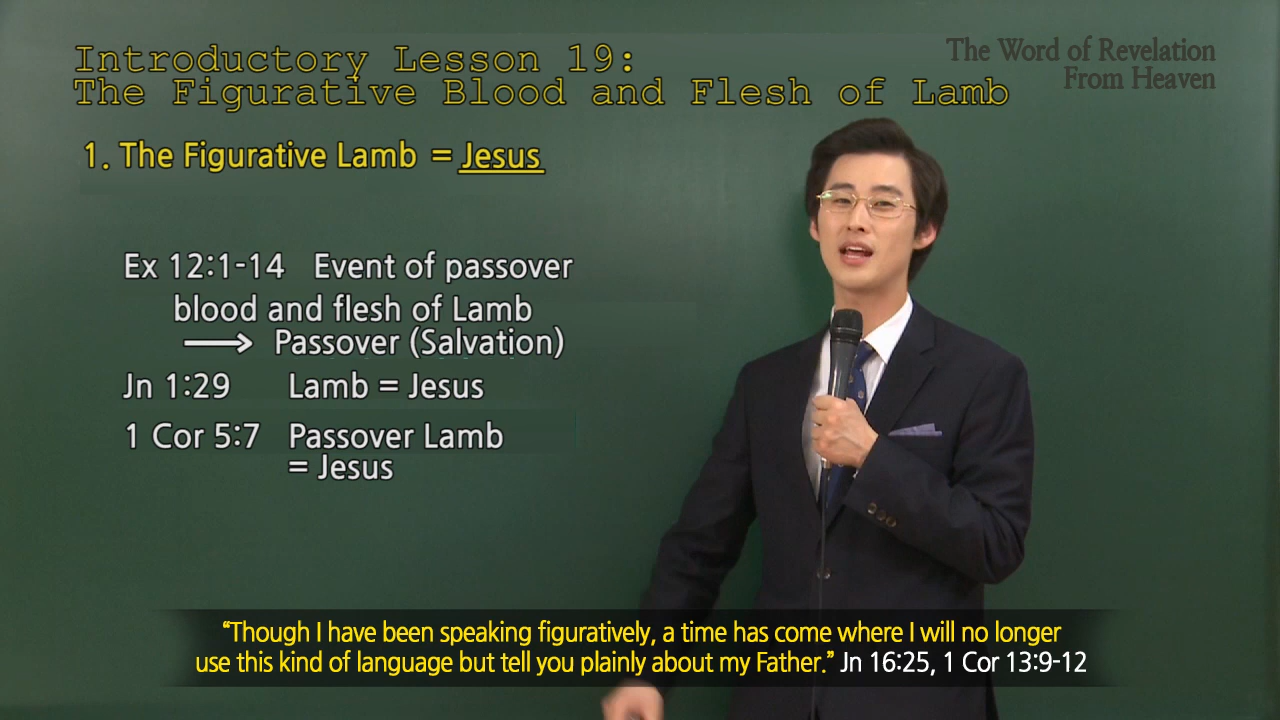 Introductory Lesson 19:
The Figurative Blood and Flesh of Lamb
The Word of Revelation
From Heaven
1. The Figurative Lamb = Jesus
Ex 12:1-14 Event of passover
blood and flesh of Lamb
⟶ Passover (Salvation)
Jn 1:29 Lamb = Jesus
1 Cor 5:7 Passover Lamb
= Jesus
“Though I have been speaking figuratively, a time has come where I will no longer
use this kind of language but tell you plainly about my Father.” Jn 16:25, 1 Cor 13:9-12